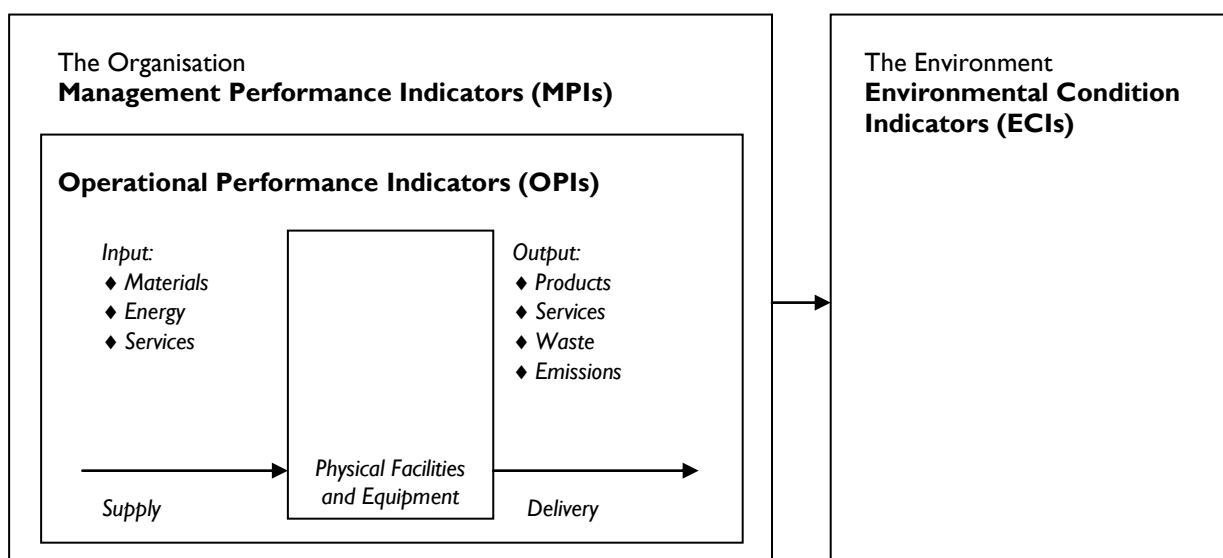 The Organisation
Management Performance Indicators (MPIs)
Operational Performance Indicators (OPIs)
Input:
♦ Materials
♦ Energy
♦ Services
Supply
Physical Facilities
and Equipment
Output:
♦ Products
♦ Services
♦ Waste
♦ Emissions
Delivery
The Environment
Environmental Condition
Indicators (ECIs)